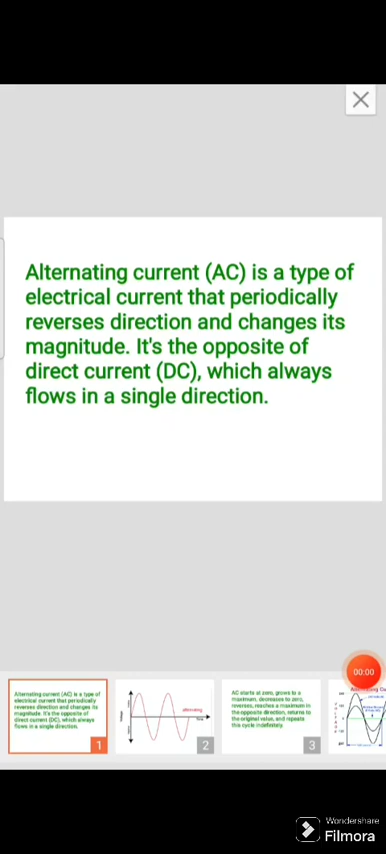 Alternating current (AC) is a type of
electrical current that periodically
reverses direction and changes its
magnitude. It's the opposite of
direct current (DC), which always
flows in a single direction.
00:00
Alternating current (AC) is a type of
electrical current that periodically
reverses direction and changes its
magnitude. It's the opposite of
direct current (DC), which always
flows in a single direction.
1
alternating
2
AC starts at zero, grows to a
maximum, decreases to zero,
reverses, reaches a maximum in
the opposite direction, returns to
the original value, and repeats
this cycle indefinitely
3
Wondershare
Filmora